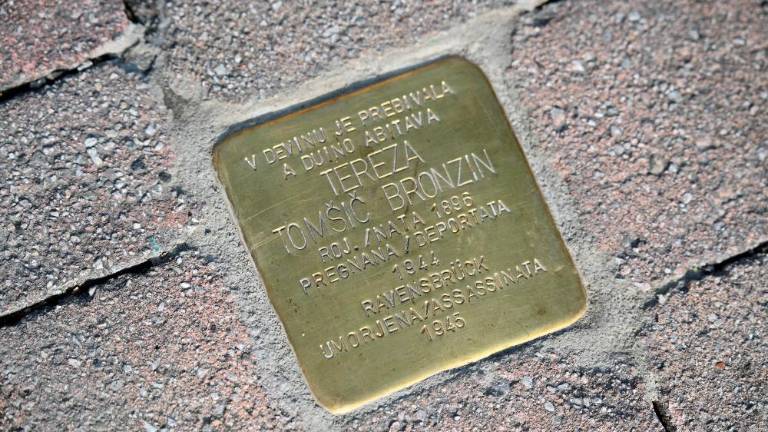 V DEVINU JE PREBIVALA
A DUINO ABITAVA
TEREZA
TOMŠIČ BRONZIN
ROJ./NATA 1896
PREGNANA/DEPORTATA
1944
RAVENSBRÜCK
UMORJENA/ASSASSINATA
1945